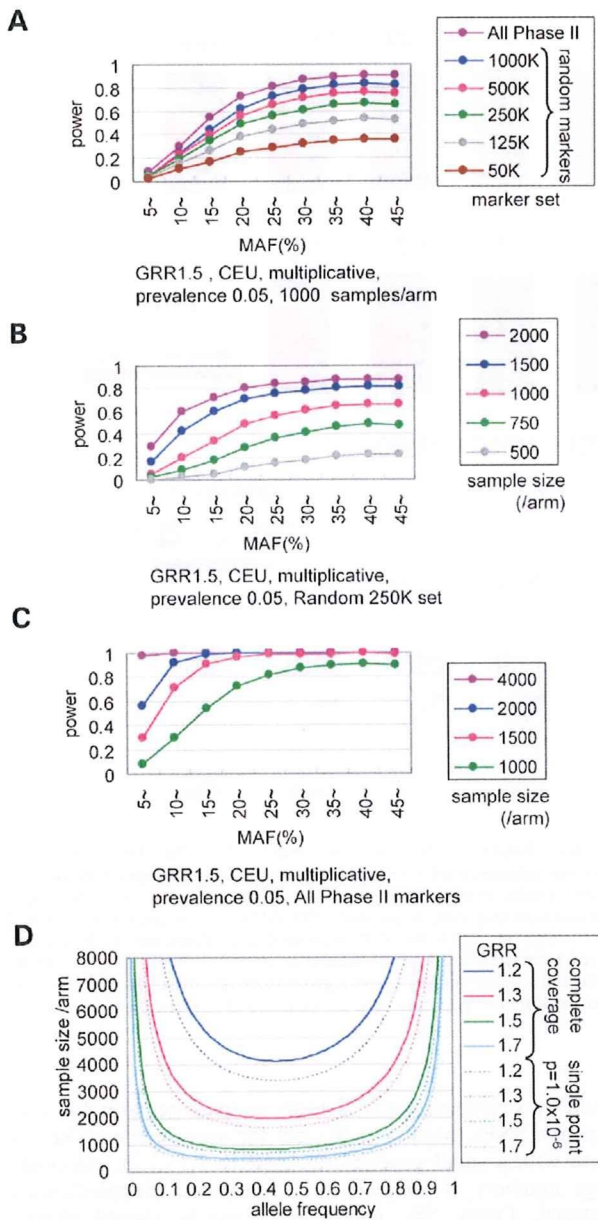 A
1
0.8
0.6
0.4
0.2
0
power
5~
10~
15~
20~
25~
30~
35~
40~
45~
MAF(%)
All Phase II
1000K
500K
250K
125K
50K
random markers
marker set
GRR1.5 , CEU, multiplicative,
prevalence 0.05, 1000 samples/arm
B
1
0.8
0.6
0.4
0.2
0
power
5~
10~
15~
20~
25~
30~
35~
40~
45~
MAF(%)
2000
1500
1000
750
500
sample size
(/arm)
GRR1.5, CEU, multiplicative,
prevalence 0.05, Random 250K set
C
1
0.8
0.6
0.4
0.2
0
power
5~
10~
15~
20~
25~
30~
35~
40~
45~
MAF(%)
4000
2000
1500
1000
sample size
(/arm)
GRR1.5, CEU, multiplicative,
prevalence 0.05, All Phase II markers
D
8000
7000
6000
5000
4000
3000
2000
1000
0
sample size /arm
0 0.1 0.2 0.3 0.4 0.5 0.6 0.7 0.8 0.9 1
allele frequency
GRR
1.2
1.3
1.5
1.7
complete
coverage
1.2
1.3
1.5
1.7
single point
p=1.0x10⁻⁶